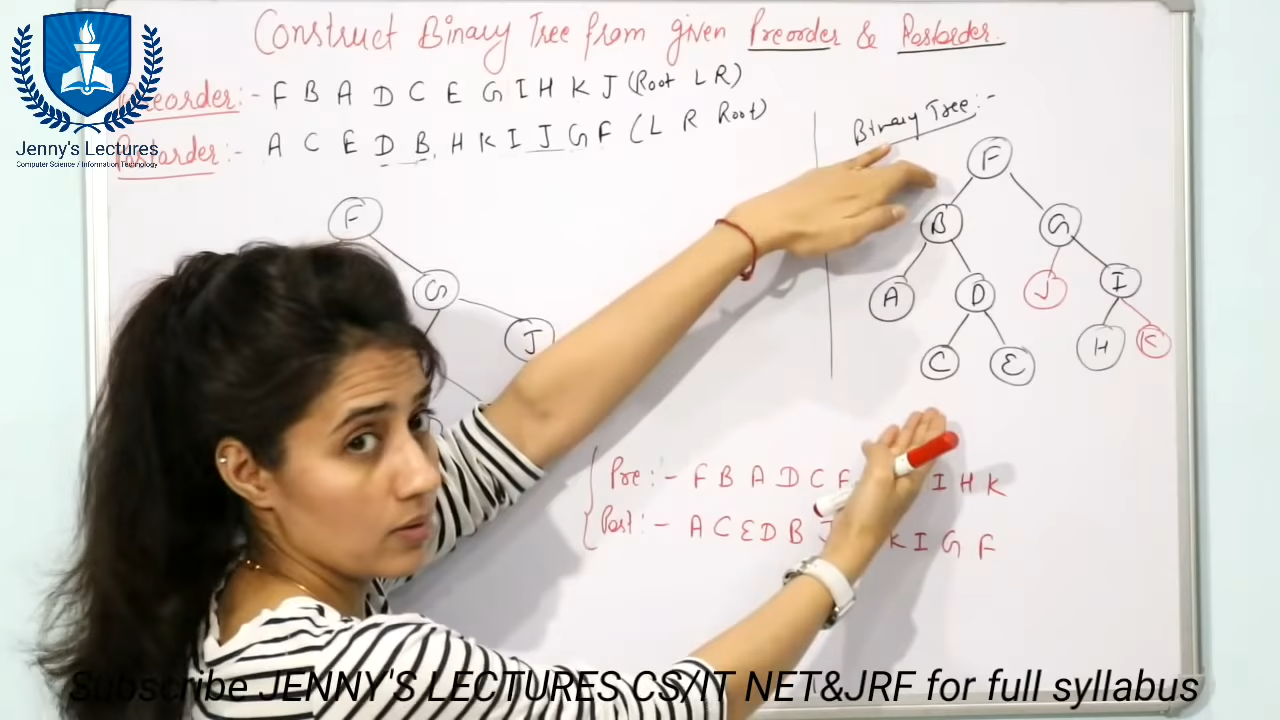 Construct Binary Tree from given Preorder & Postorder.
Preorder:- F B A D C E G I H K J (Root L R)
Jenny's Lectures
Computer Science / Information Technology
Postorder:- A C E D B H K I J G F (L R Root)
Binary Tree:-
F
B G
A D J I
C E H K
F
G
J
Pre:- F B A D C I H K
Post:- A C E D B J K I G F
Subscribe JENNY'S LECTURES CS/IT NET&JRF for full syllabus